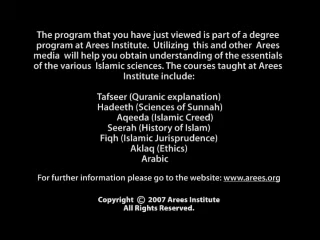 The program that you have just viewed is part of a degree
program at Arees Institute. Utilizing this and other Arees
media will help you obtain understanding of the essentials
of the various Islamic sciences. The courses taught at Arees
Institute include:
Tafseer (Quranic explanation)
Hadeeth (Sciences of Sunnah)
Aqeeda (Islamic Creed)
Seerah (History of Islam)
Fiqh (Islamic Jurisprudence)
Aklaq (Ethics)
Arabic
For further information please go to the website: www.arees.org
Copyright © 2007 Arees Institute
All Rights Reserved.